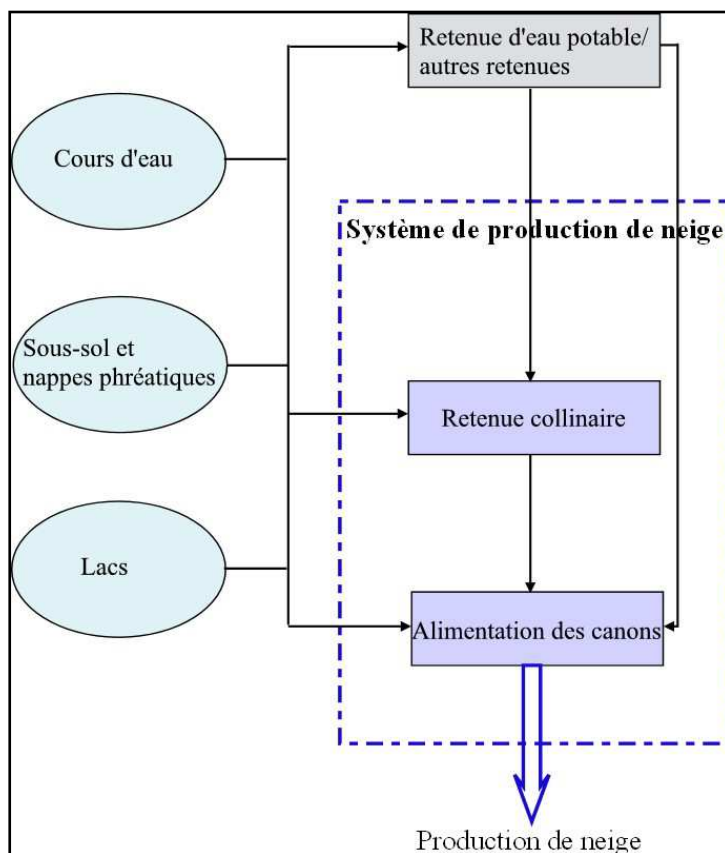 Retenue d'eau potable/
autres retenues
Cours d'eau
Système de production de neige
Sous-sol et
nappes phréatiques
Retenue collinaire
Lacs
Alimentation des canons
Production de neige